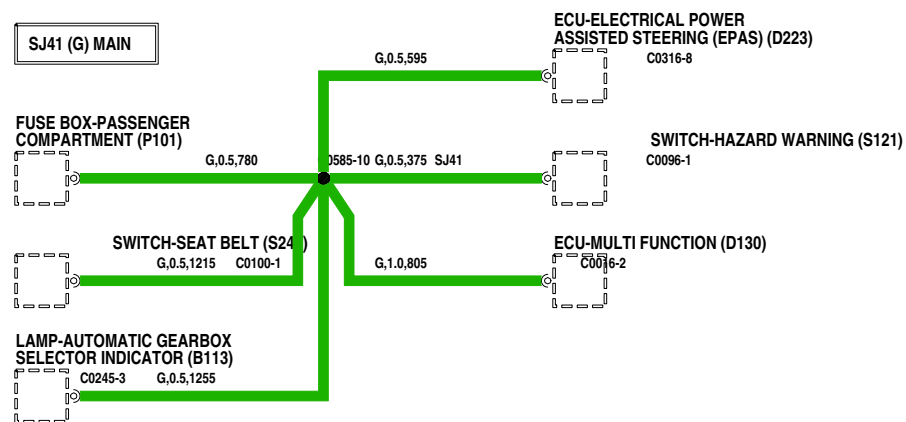 SJ41 (G) MAIN
ECU-ELECTRICAL POWER
ASSISTED STEERING (EPAS) (D223)
G,0.5,595
C0316-8
FUSE BOX-PASSENGER
COMPARTMENT (P101)
SWITCH-HAZARD WARNING (S121)
G,0.5,780
0585-10 G,0.5,375 SJ41
C0096-1
SWITCH-SEAT BELT (S24
ECU-MULTI FUNCTION (D130)
G,0.5,1215 C0100-1
G,1.0,805
C0016-2
LAMP-AUTOMATIC GEARBOX
SELECTOR INDICATOR (B113)
C0245-3 G,0.5,1255